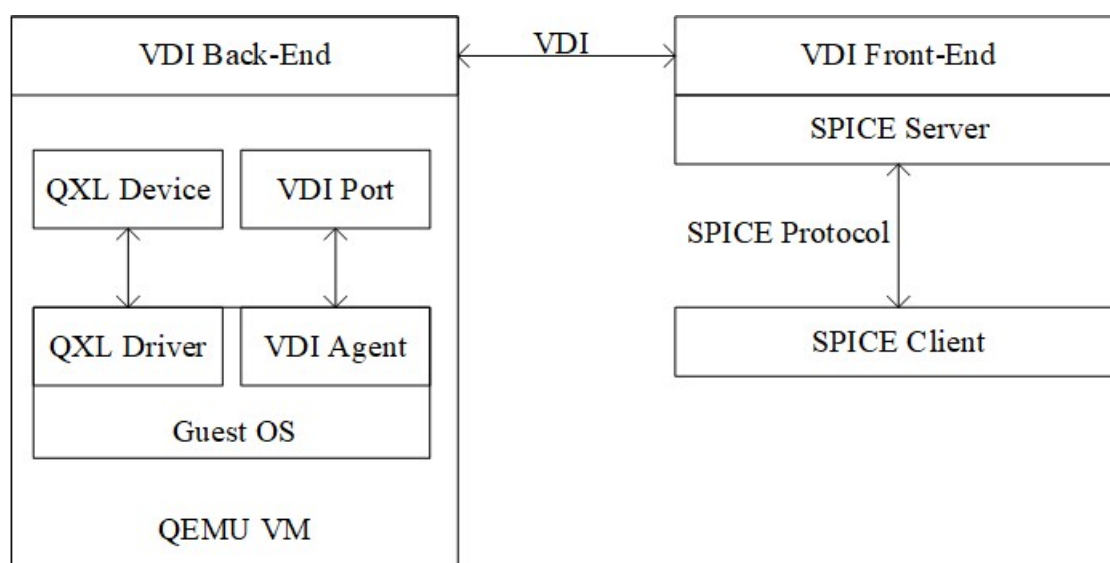 VDI Back-End
VDI
VDI Front-End
SPICE Server
QXL Device
VDI Port
SPICE Protocol
QXL Driver
VDI Agent
SPICE Client
Guest OS
QEMU VM